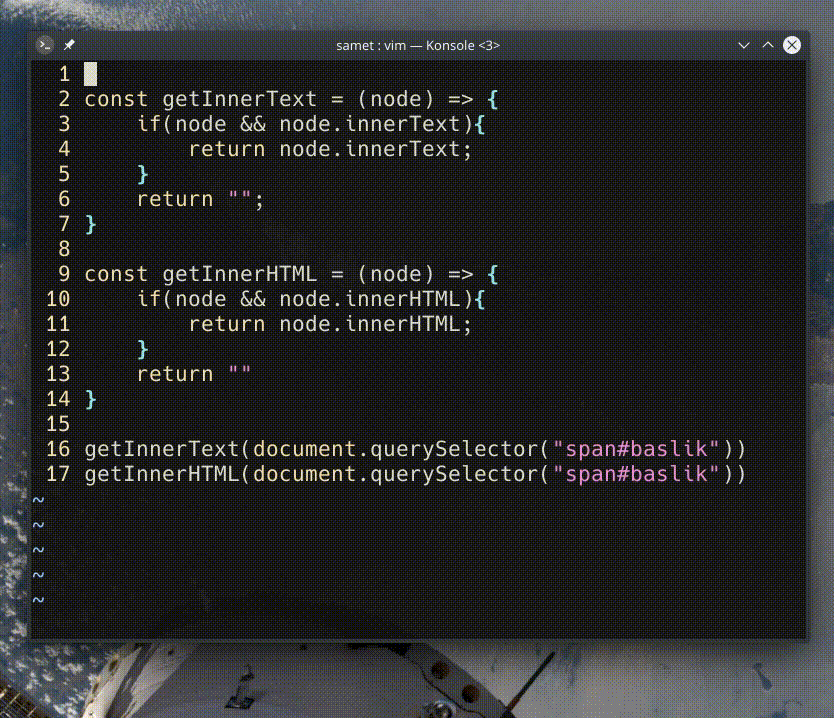 samet : vim — Konsole <3>
1
2 const getInnerText = (node) => {
3     if(node && node.innerText){
4         return node.innerText;
5     }
6     return "";
7 }
8
9 const getInnerHTML = (node) => {
10     if(node && node.innerHTML){
11         return node.innerHTML;
12     }
13     return ""
14 }
15
16 getInnerText(document.querySelector("span#baslik"))
17 getInnerHTML(document.querySelector("span#baslik"))
~
~
~
~
~